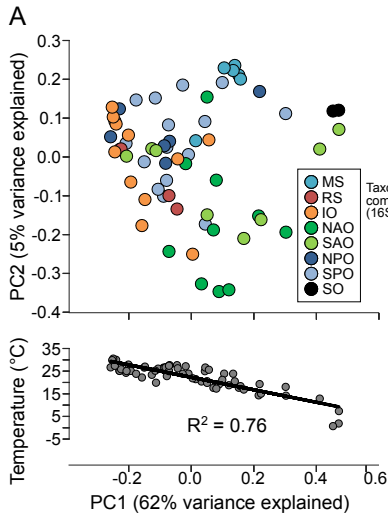 A
PC2 (5% variance explained)
0.3
0.2
0.1
0.0
-0.1
-0.2
-0.3
-0.4
MS
RS
IO
NAO
SAO
NPO
SPO
SO
(16S
Temperature (°C)
35
25
15
5
-5
R² = 0.76
-0.2
0.0
0.2
0.4
0.6
PC1 (62% variance explained)